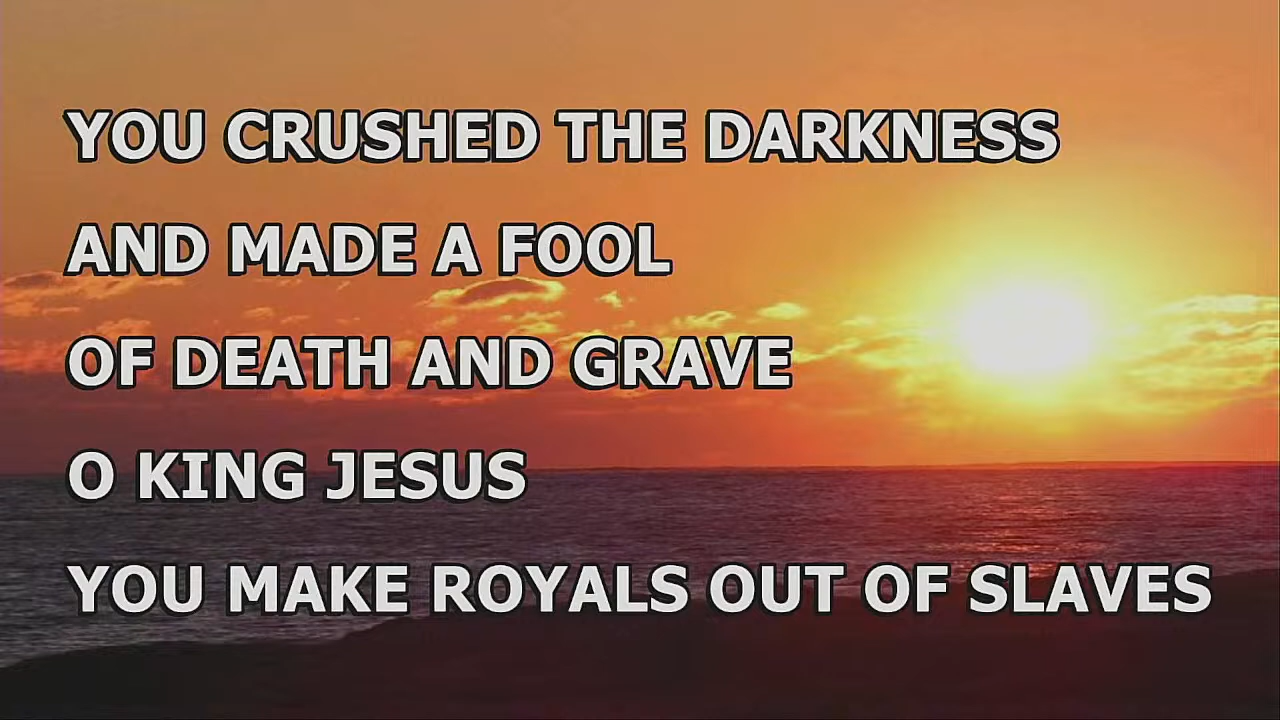 YOU CRUSHED THE DARKNESS
AND MADE A FOOL
OF DEATH AND GRAVE
O KING JESUS
YOU MAKE ROYALS OUT OF SLAVES